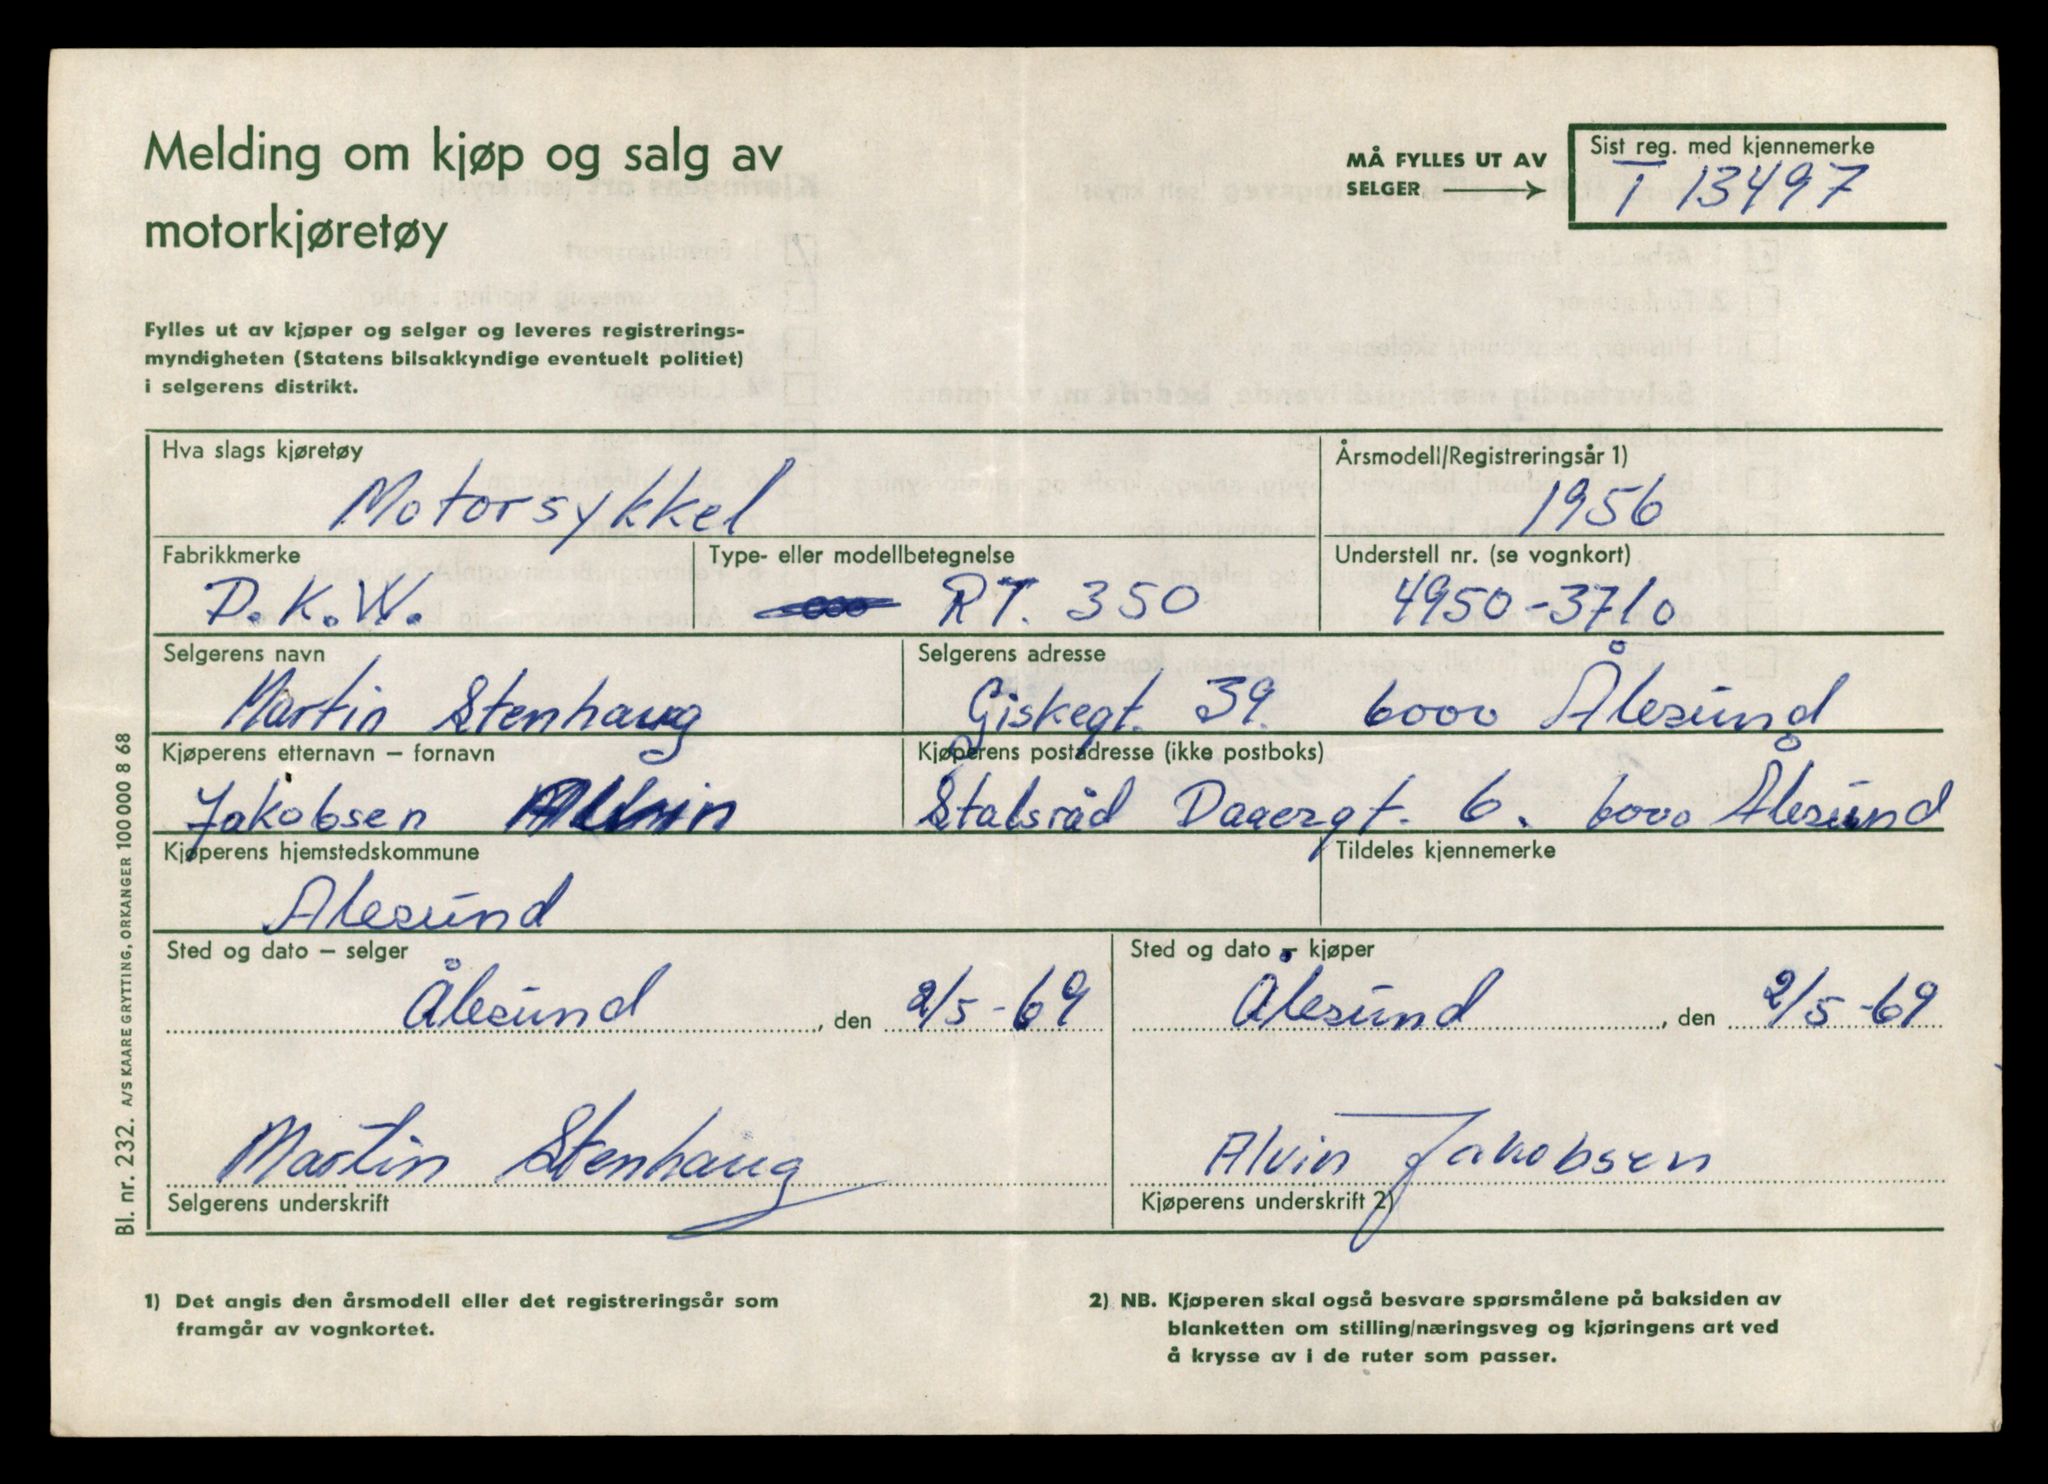 Melding om kjøp og salg av
motorkjøretøy
MÅ FYLLES UT AV
SELGER
Sist reg. med kjennemerke
T 13497
Fylles ut av kjøper og selger og leveres registrerings-
myndigheten (Statens bilsakkyndige eventuelt politiet)
i selgerens distrikt.
Hva slags kjøretøy
Motorsykkel
Årsmodell/Registreringsår 1)
1956
Fabrikkmerke
D.K.W.
Type- eller modellbetegnelse
RT. 350
Understell nr. (se vognkort)
4950-3710
Selgerens navn
Martin Stenhaug
Selgerens adresse
Giskegt. 39. 6000 Ålesund
Kjøperens etternavn – fornavn
Jakobsen Alvin
Kjøperens postadresse (ikke postboks)
Stalsråd Daaergt. 6. 6000 Ålesund
Kjøperens hjemstedskommune
Alesund
Tildeles kjennemerke
Sted og dato – selger
Ålesund, den 2/5-69
Sted og dato – kjøper
Ålesund, den 2/5-69
Martin Stenhaug
Selgerens underskrift
Alvin Jakobsen
Kjøperens underskrift 2)
1) Det angis den årsmodell eller det registreringsår som
framgår av vognkortet.
2) NB. Kjøperen skal også besvare spørsmålene på baksiden av
blanketten om stilling/næringsveg og kjøringens art ved
å krysse av i de ruter som passer.
Bl. nr. 232. A/S KAARE GRYTTING, ORKANGER 100 000 8 68